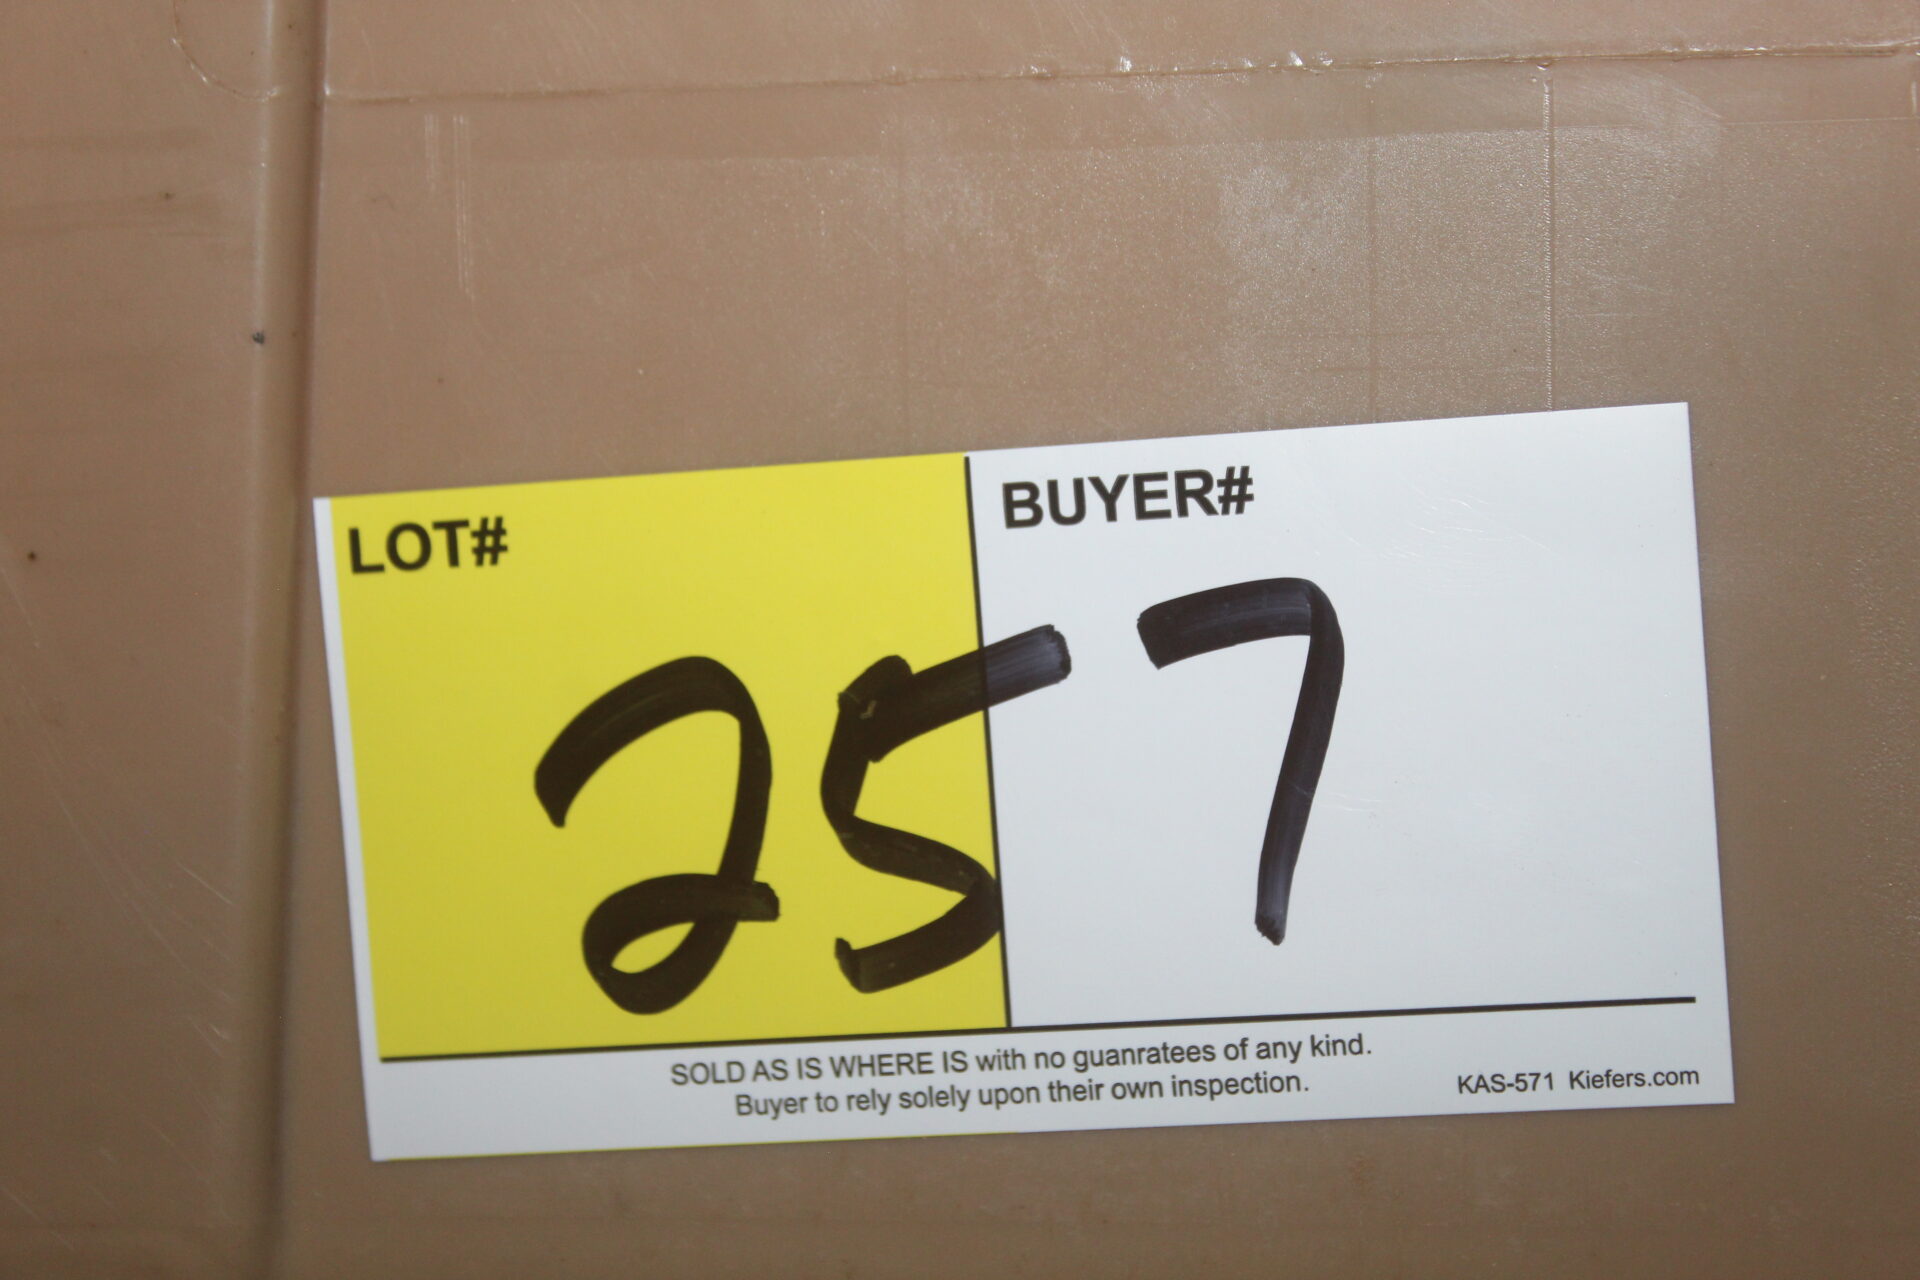 LOT#
BUYER#
257
SOLD AS IS WHERE IS with no guanratees of any kind.
Buyer to rely solely upon their own inspection.
KAS-571 Kiefers.com